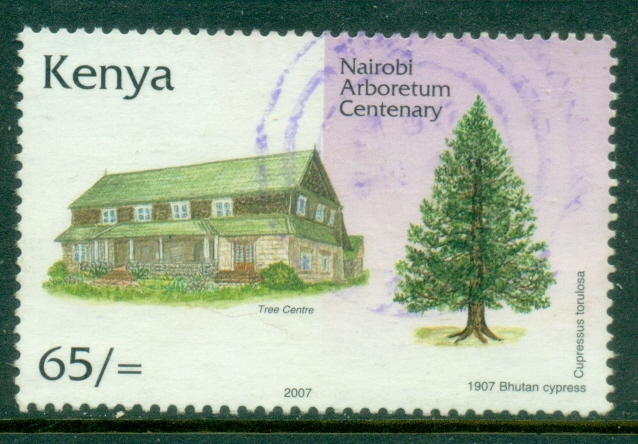 Kenya
Nairobi
Arboretum
Centenary
Tree Centre
Cupressus torulosa
65/=
2007
1907 Bhutan cypress